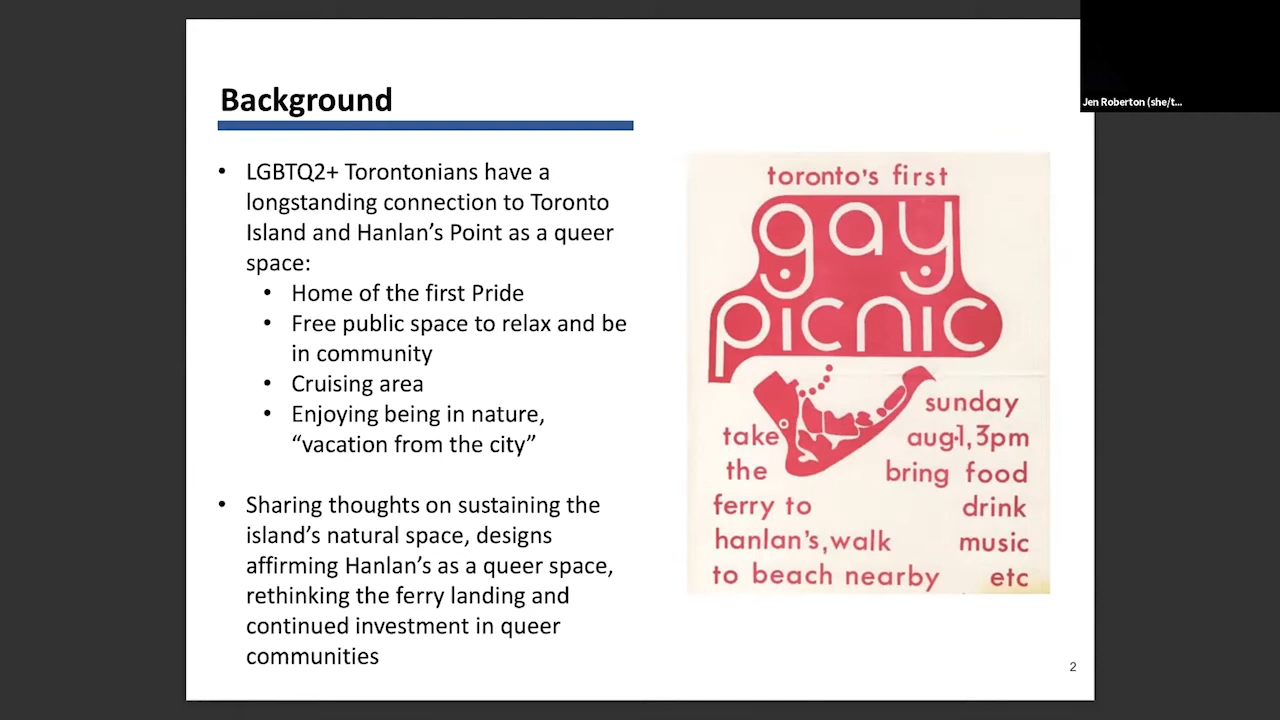 Background
• LGBTQ2+ Torontonians have a
longstanding connection to Toronto
Island and Hanlan’s Point as a queer
space:
• Home of the first Pride
• Free public space to relax and be
in community
• Cruising area
• Enjoying being in nature,
“vacation from the city”
• Sharing thoughts on sustaining the
island’s natural space, designs
affirming Hanlan’s as a queer space,
rethinking the ferry landing and
continued investment in queer
communities
toronto's first
gay
picnic
sunday
aug·1, 3pm
bring food
drink
music
etc
take
the
ferry to
hanlan's, walk
to beach nearby
2
Jen Roberton (she/t...